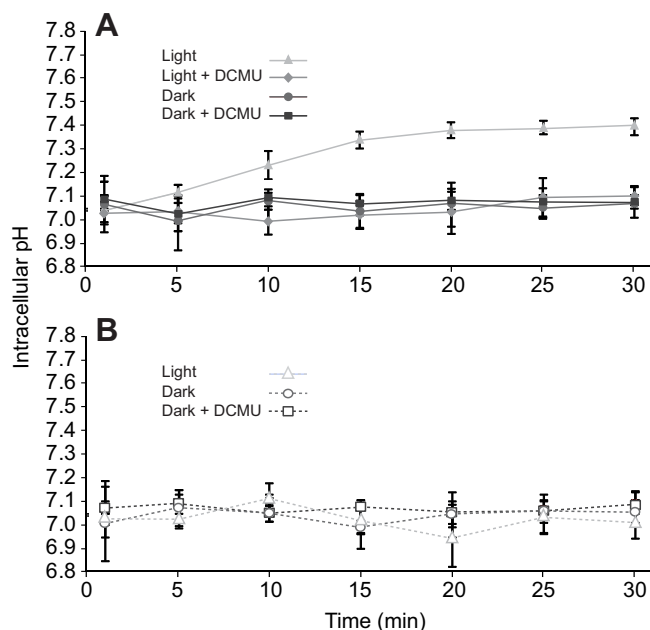 A
7.8
7.7
7.6
7.5
7.4
7.3
7.2
7.1
7.0
6.9
6.8
Light
Light + DCMU
Dark
Dark + DCMU
0 5 10 15 20 25 30
Intracellular pH
B
7.8
7.7
7.6
7.5
7.4
7.3
7.2
7.1
7.0
6.9
6.8
Light
Dark
Dark + DCMU
0 5 10 15 20 25 30
Time (min)